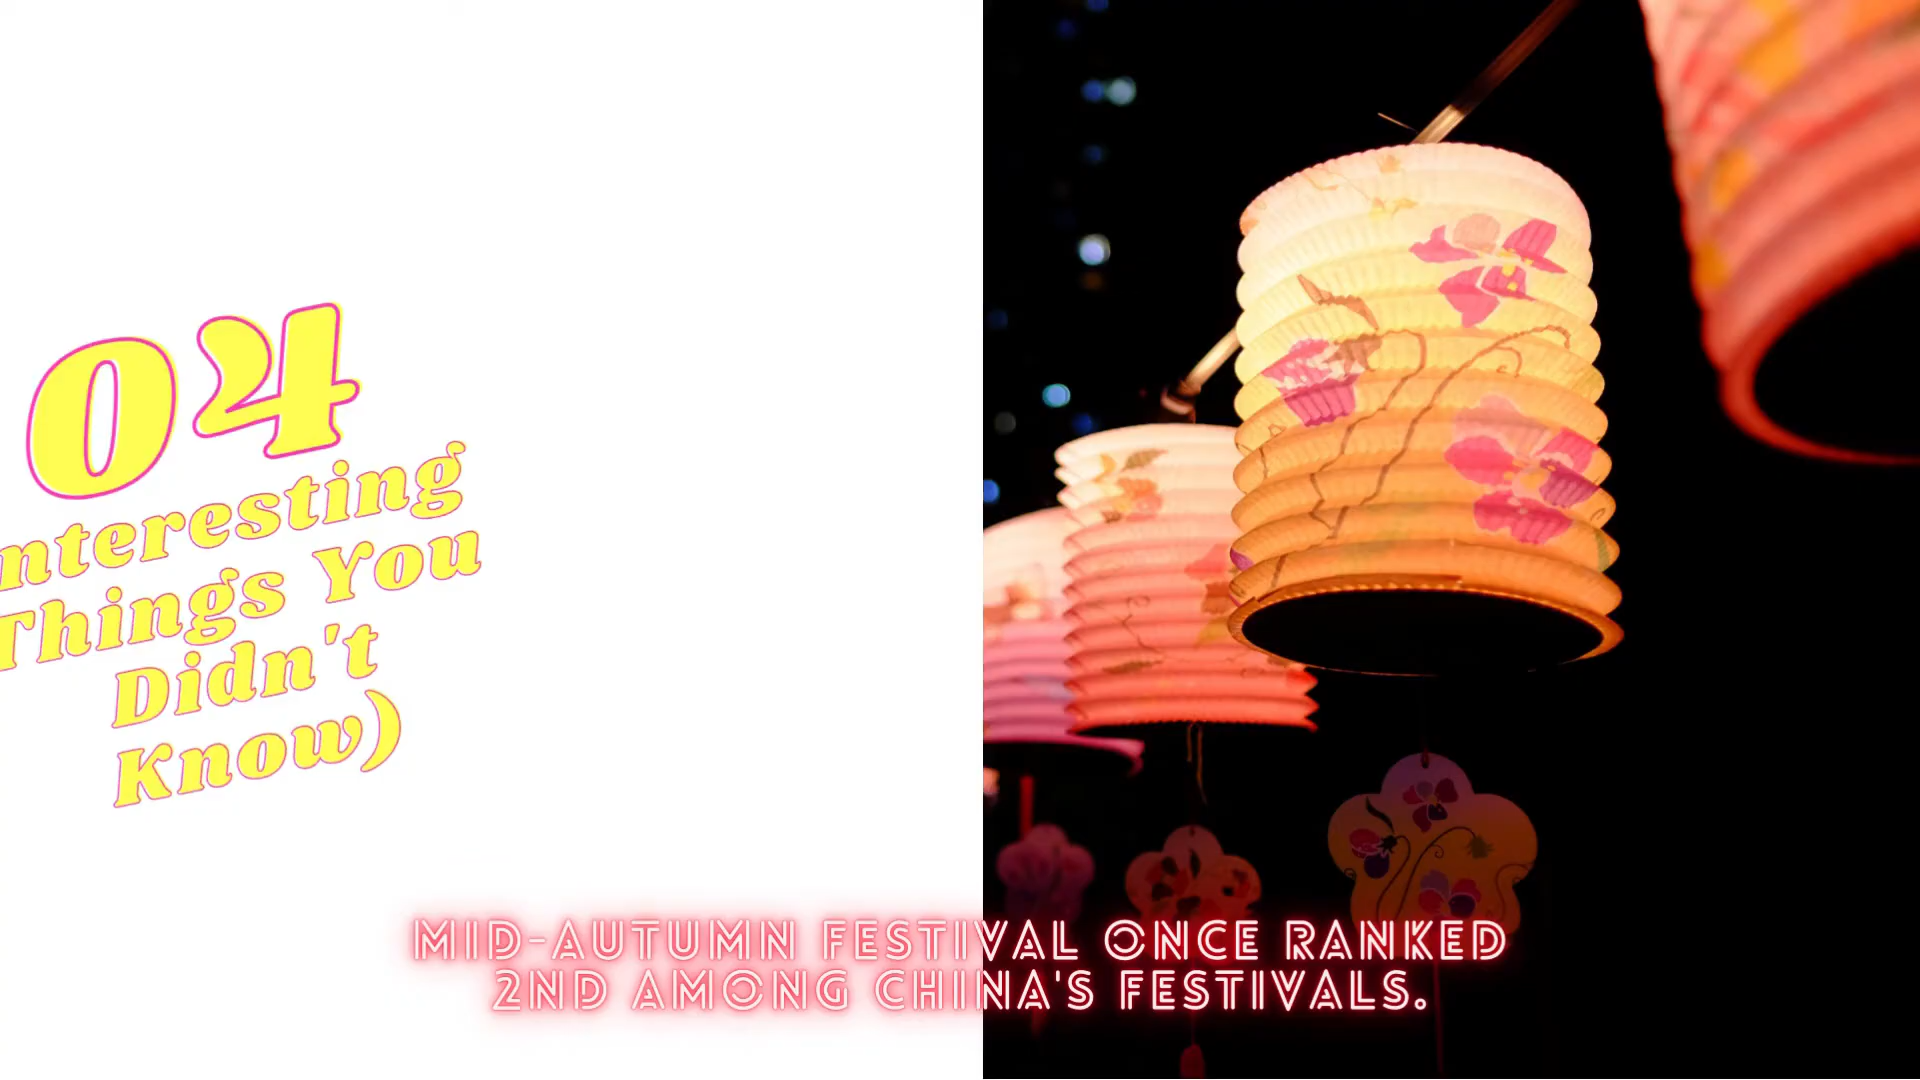 04
nteresting
Things You
Didn't
Know)
MID-AUTUMN FESTIVAL ONCE RANKED
2ND AMONG CHINA'S FESTIVALS.